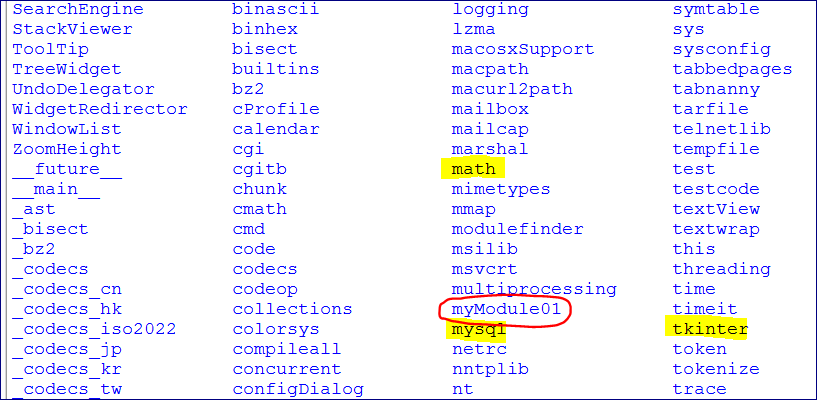 SearchEngine binascii logging symtable
StackViewer binhex lzma sys
ToolTip bisect macosxSupport sysconfig
TreeWidget builtins macpath tabbedpages
UndoDelegator bz2 macurl2path tabnanny
WidgetRedirector cProfile mailbox tarfile
WindowList calendar mailcap telnetlib
ZoomHeight cgi marshal tempfile
__future__ cgitb math test
__main__ chunk mimetypes testcode
_ast cmath mmap textView
_bisect cmd modulefinder textwrap
_bz2 code msilib this
_codecs codecs msvcrt threading
_codecs_cn codeop multiprocessing time
_codecs_hk collections myModule01 timeit
_codecs_iso2022 colorsys mysql tkinter
_codecs_jp compileall netrc token
_codecs_kr concurrent nntplib tokenize
_codecs_tw configDialog nt trace